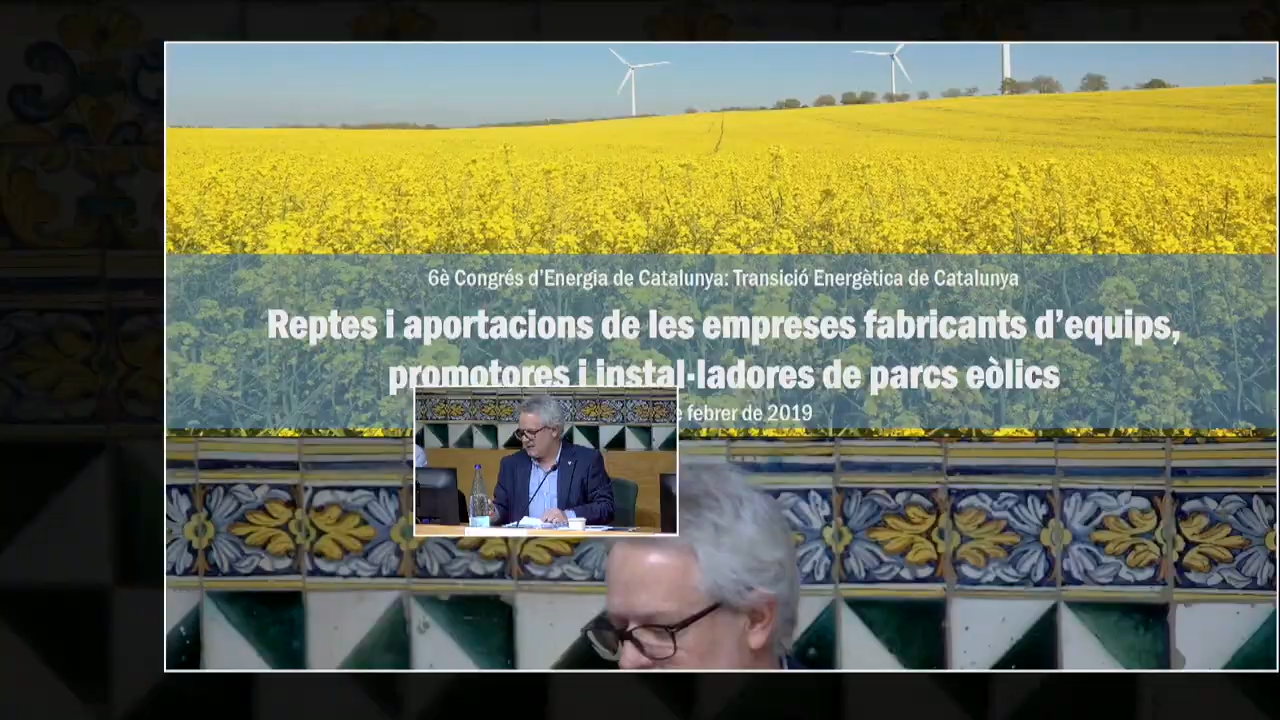 6è Congrés d'Energia de Catalunya: Transició Energètica de Catalunya
Reptes i aportacions de les empreses fabricants d'equips,
promotores i instal·ladores de parcs eòlics
febrer de 2019